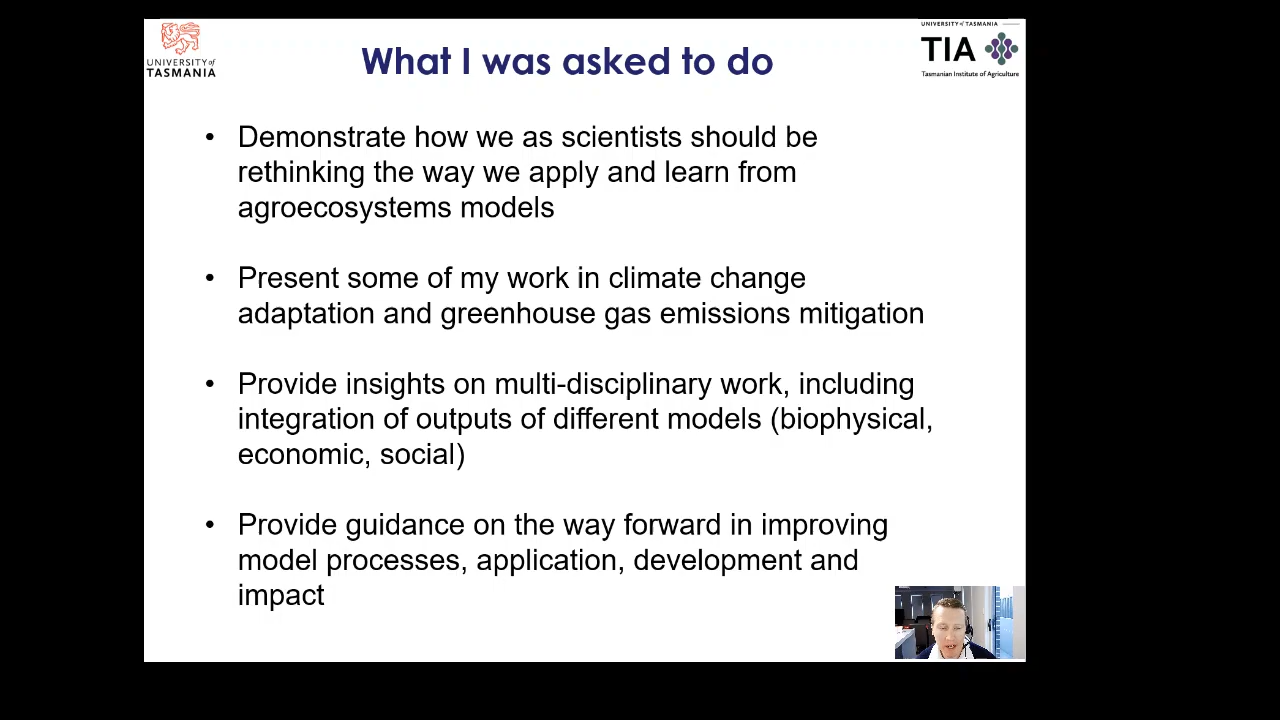 UNIVERSITY of
TASMANIA
What I was asked to do
UNIVERSITY of TASMANIA
TIA
Tasmanian Institute of Agriculture
• Demonstrate how we as scientists should be
rethinking the way we apply and learn from
agroecosystems models
• Present some of my work in climate change
adaptation and greenhouse gas emissions mitigation
• Provide insights on multi-disciplinary work, including
integration of outputs of different models (biophysical,
economic, social)
• Provide guidance on the way forward in improving
model processes, application, development and
impact